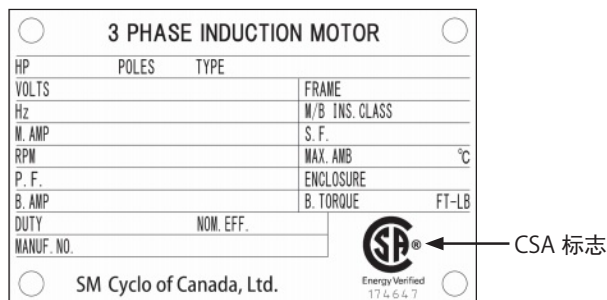 3 PHASE INDUCTION MOTOR
HP POLES TYPE
VOLTS FRAME
Hz M/B INS. CLASS
M. AMP S. F.
RPM MAX. AMB °C
P. F. ENCLOSURE
B. AMP B. TORQUE FT-LB
DUTY NOM. EFF.
MANUF. NO.
SA®
CSA 标志
SM Cyclo of Canada, Ltd.
Energy Verified
174647